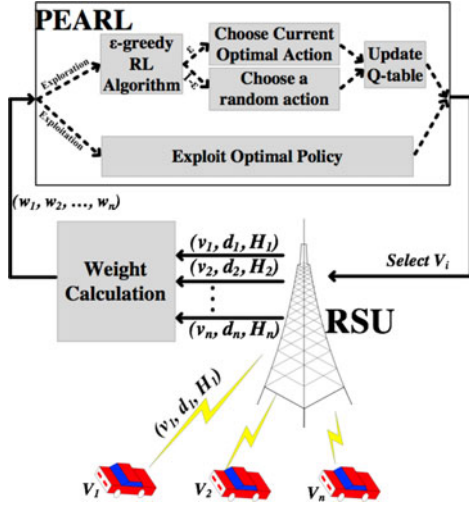 PEARL
Exploration
ε-greedy
RL
Algorithm
ε
1-ε
Choose Current
Optimal Action
Choose a
random action
Update
Q-table
Exploitation
Exploit Optimal Policy
(w₁, w₂, ..., wₙ)
Weight
Calculation
(v₁, d₁, H₁)
(v₂, d₂, H₂)
(vₙ, dₙ, Hₙ)
Select Vᵢ
RSU
(v₁, d₁, H₁)
V₁
V₂
Vₙ